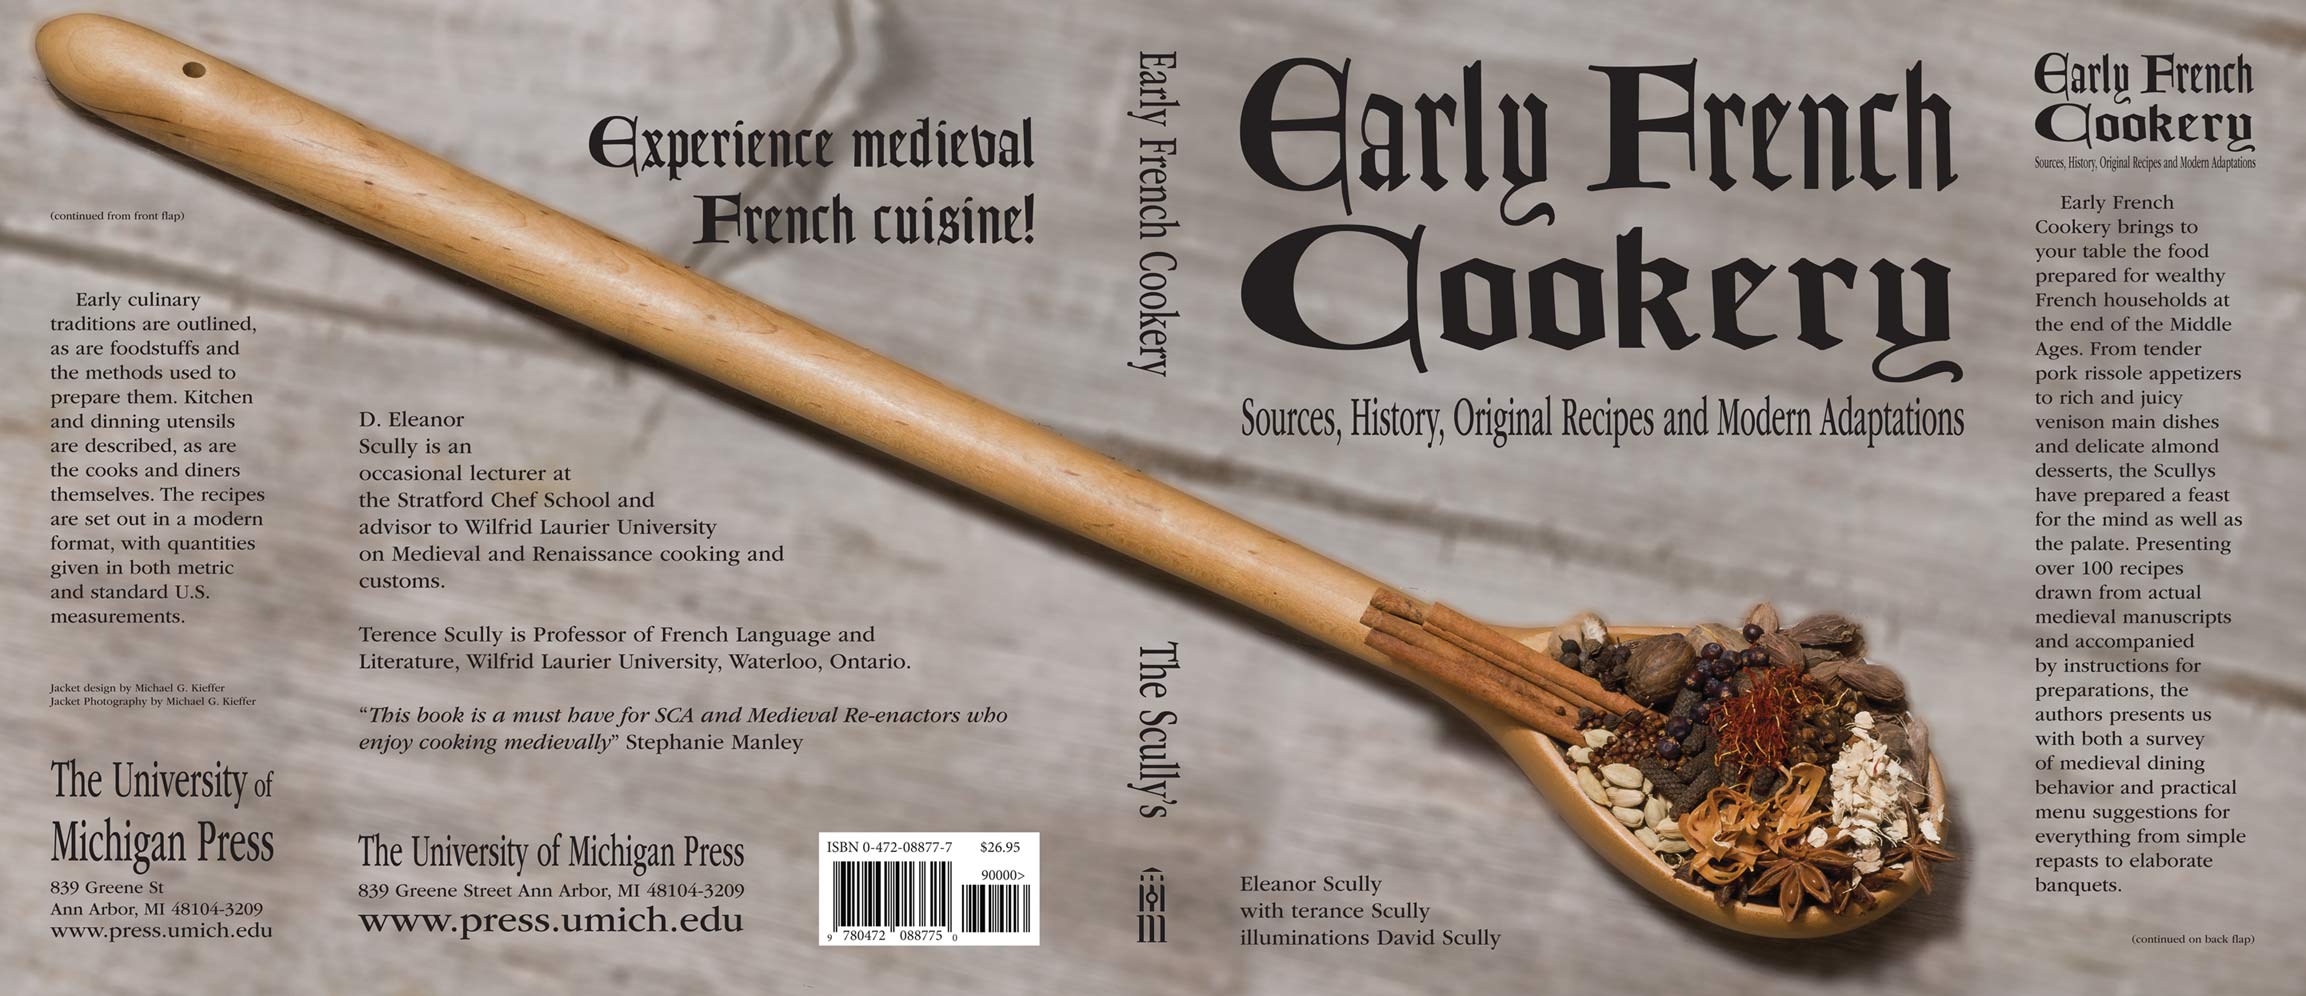 (continued from front flap)
Early culinary
traditions are outlined,
as are foodstuffs and
the methods used to
prepare them. Kitchen
and dinning utensils
are described, as are
the cooks and diners
themselves. The recipes
are set out in a modern
format, with quantities
given in both metric
and standard U.S.
measurements.
Jacket design by Michael G. Kieffer
Jacket Photography by Michael G. Kieffer
The University of
Michigan Press
839 Greene St
Ann Arbor, MI 48104-3209
www.press.umich.edu
Experience medieval
French cuisine!
D. Eleanor
Scully is an
occasional lecturer at
the Stratford Chef School and
advisor to Wilfrid Laurier University
on Medieval and Renaissance cooking and
customs.
Terence Scully is Professor of French Language and
Literature, Wilfrid Laurier University, Waterloo, Ontario.
“This book is a must have for SCA and Medieval Re-enactors who
enjoy cooking medievally” Stephanie Manley
The University of Michigan Press
839 Greene Street Ann Arbor, MI 48104-3209
www.press.umich.edu
ISBN 0-472-08877-7 $26.95
90000>
9 780472 088775 0
Early French Cookery
The Scully's
m
Early French
Cookery
Sources, History, Original Recipes and Modern Adaptations
Eleanor Scully
with terance Scully
illuminations David Scully
Early French
Cookery
Sources, History, Original Recipes and Modern Adaptations
Early French
Cookery brings to
your table the food
prepared for wealthy
French households at
the end of the Middle
Ages. From tender
pork rissole appetizers
to rich and juicy
venison main dishes
and delicate almond
desserts, the Scullys
have prepared a feast
for the mind as well as
the palate. Presenting
over 100 recipes
drawn from actual
medieval manuscripts
and accompanied
by instructions for
preparations, the
authors presents us
with both a survey
of medieval dining
behavior and practical
menu suggestions for
everything from simple
repasts to elaborate
banquets.
(continued on back flap)